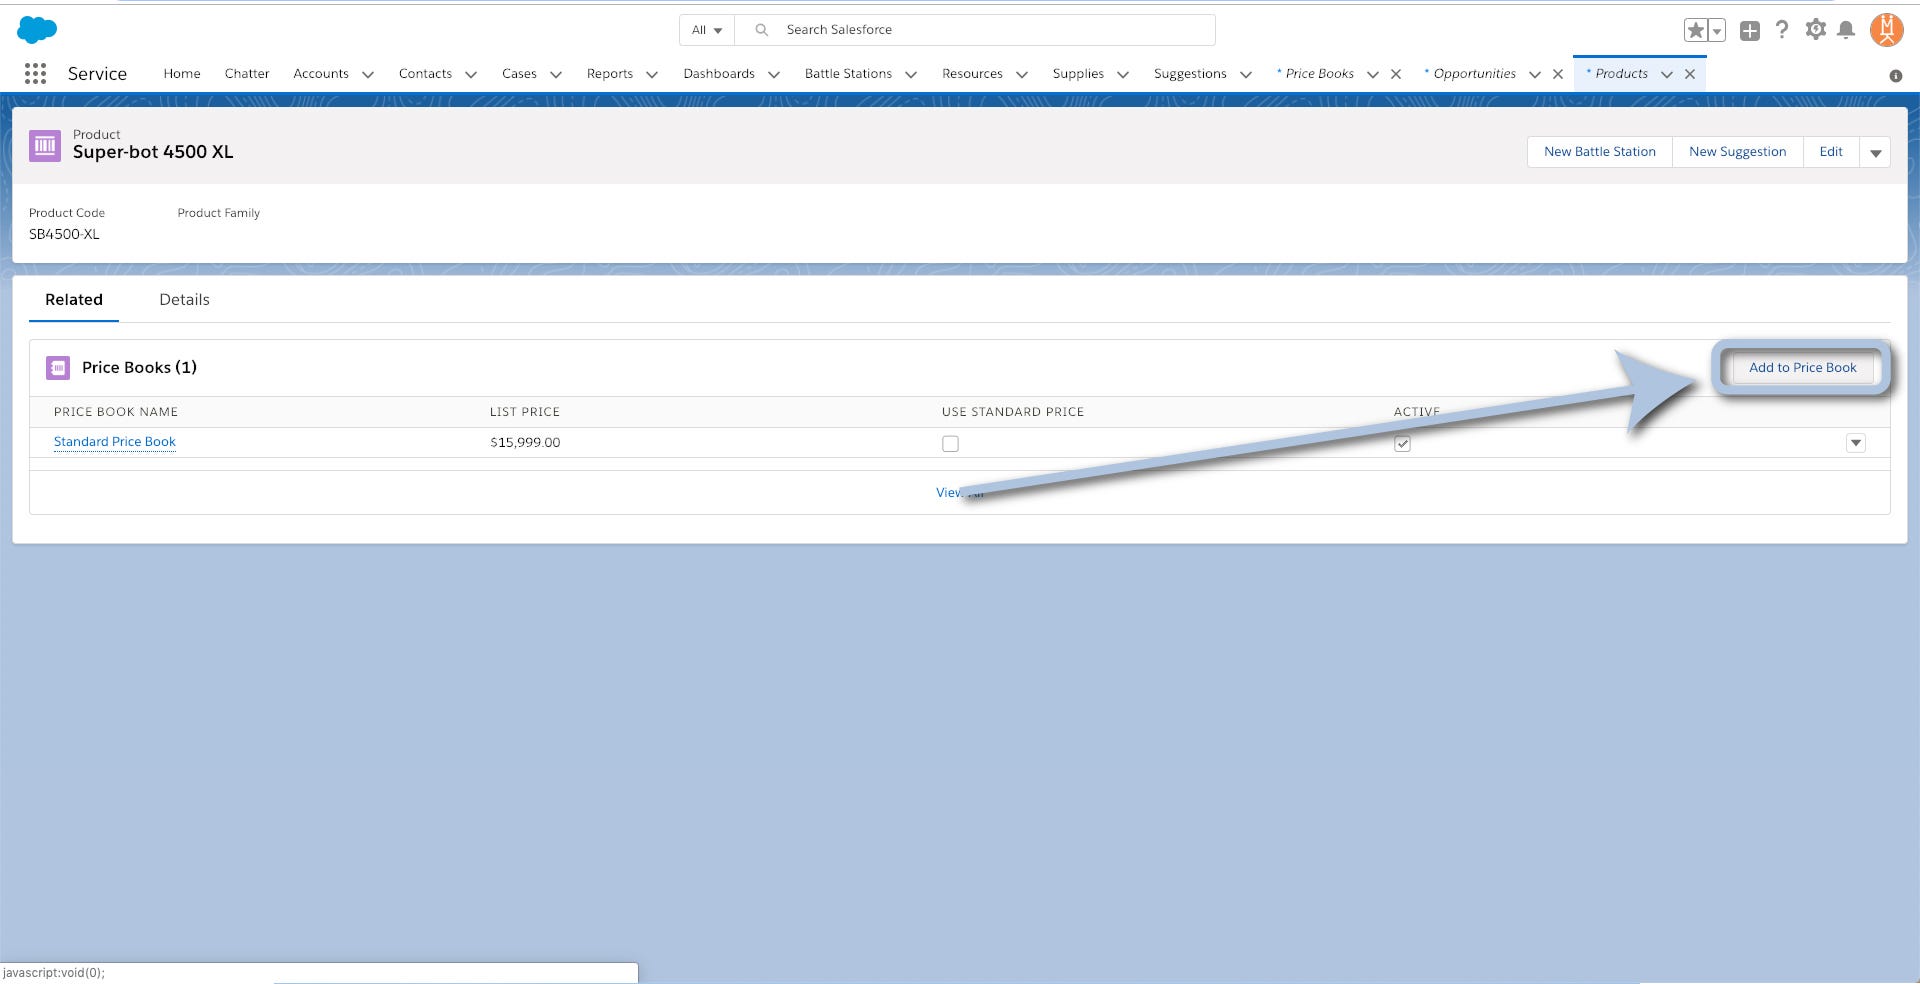 All
Search Salesforce
Service Home Chatter Accounts Contacts Cases Reports Dashboards Battle Stations Resources Supplies Suggestions * Price Books * Opportunities * Products
Product
Super-bot 4500 XL
New Battle Station New Suggestion Edit
Product Code Product Family
SB4500-XL
Related Details
Price Books (1)
Add to Price Book
PRICE BOOK NAME LIST PRICE USE STANDARD PRICE ACTIVE
Standard Price Book $15,999.00
View All
javascript:void(0);